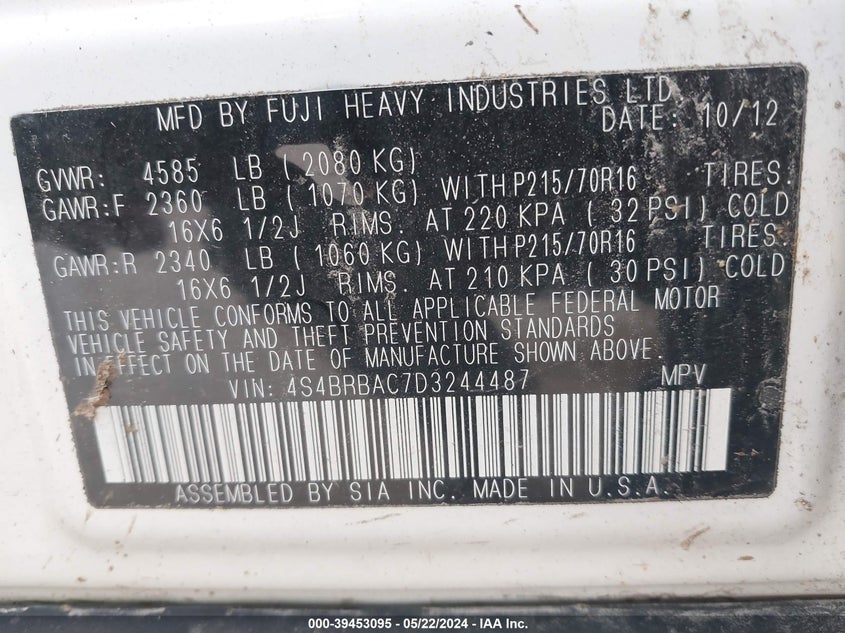 MFD BY FUJI HEAVY INDUSTRIES LTD.
DATE: 10/12
GVWR: 4585 LB ( 2080 KG)
GAWR:F 2360 LB ( 1070 KG) WITH P215/70R16 TIRES.
16X6 1/2J RIMS. AT 220 KPA ( 32 PSI) COLD
GAWR:R 2340 LB ( 1060 KG) WITH P215/70R16 TIRES.
16X6 1/2J RIMS. AT 210 KPA ( 30 PSI) COLD
THIS VEHICLE CONFORMS TO ALL APPLICABLE FEDERAL MOTOR
VEHICLE SAFETY AND THEFT PREVENTION STANDARDS
IN EFFECT ON THE DATE OF MANUFACTURE SHOWN ABOVE.
VIN: 4S4BRBAC7D3244487 MPV
ASSEMBLED BY SIA INC. MADE IN U.S.A.
000-39453095 - 05/22/2024 - IAA Inc.